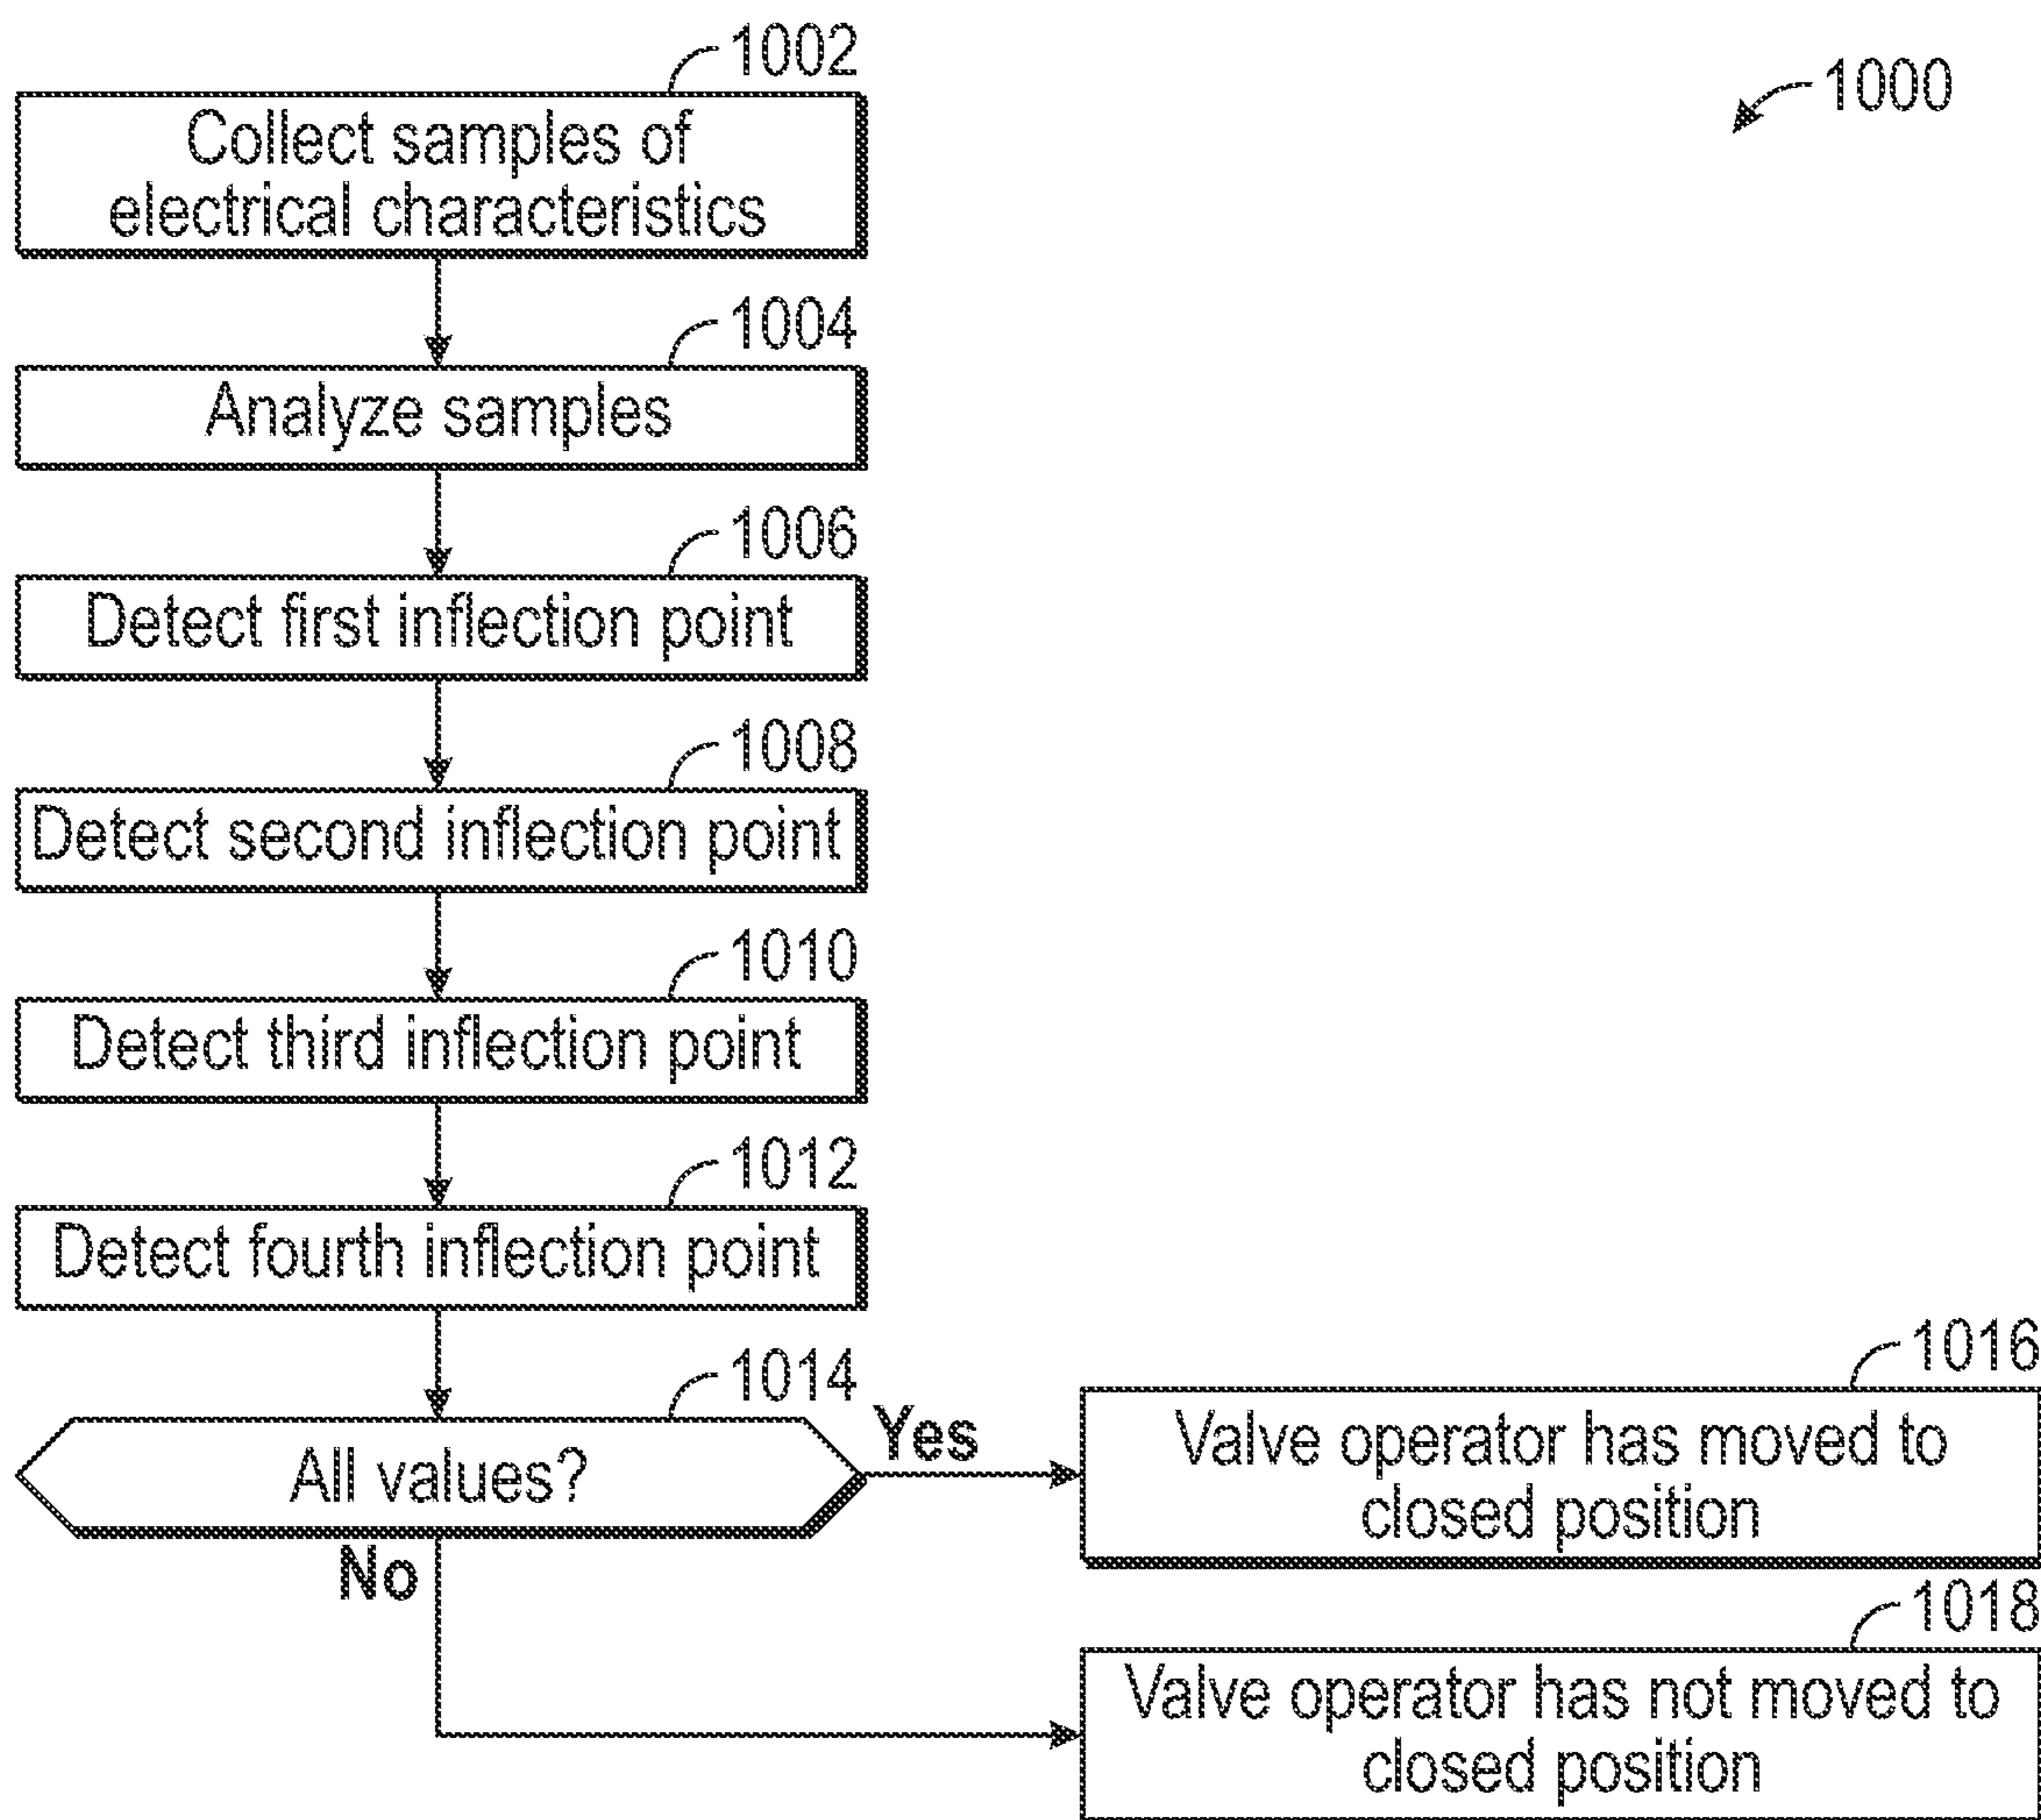 1002
1000
Collect samples of
electrical characteristics
1004
Analyze samples
1006
Detect first inflection point
1008
Detect second inflection point
1010
Detect third inflection point
1012
Detect fourth inflection point
1014
All values?
Yes
No
1016
Valve operator has moved to
closed position
1018
Valve operator has not moved to
closed position